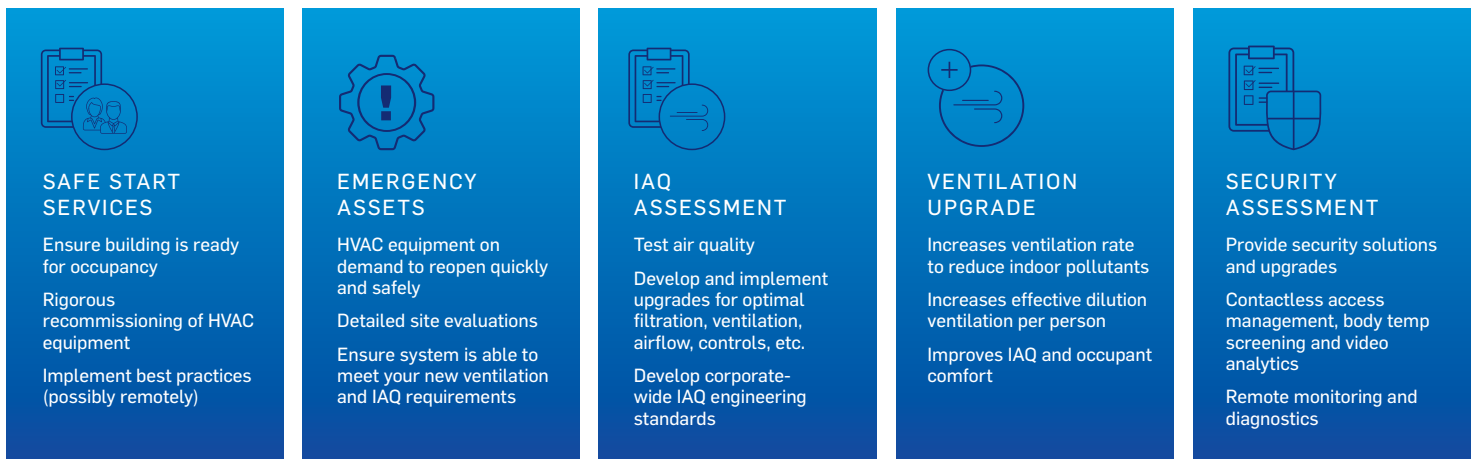 SAFE START
SERVICES
Ensure building is ready
for occupancy
Rigorous
recommissioning of HVAC
equipment
Implement best practices
(possibly remotely)
EMERGENCY
ASSETS
HVAC equipment on
demand to reopen quickly
and safely
Detailed site evaluations
Ensure system is able to
meet your new ventilation
and IAQ requirements
IAQ
ASSESSMENT
Test air quality
Develop and implement
upgrades for optimal
filtration, ventilation,
airflow, controls, etc.
Develop corporate-
wide IAQ engineering
standards
VENTILATION
UPGRADE
Increases ventilation rate
to reduce indoor pollutants
Increases effective dilution
ventilation per person
Improves IAQ and occupant
comfort
SECURITY
ASSESSMENT
Provide security solutions
and upgrades
Contactless access
management, body temp
screening and video
analytics
Remote monitoring and
diagnostics